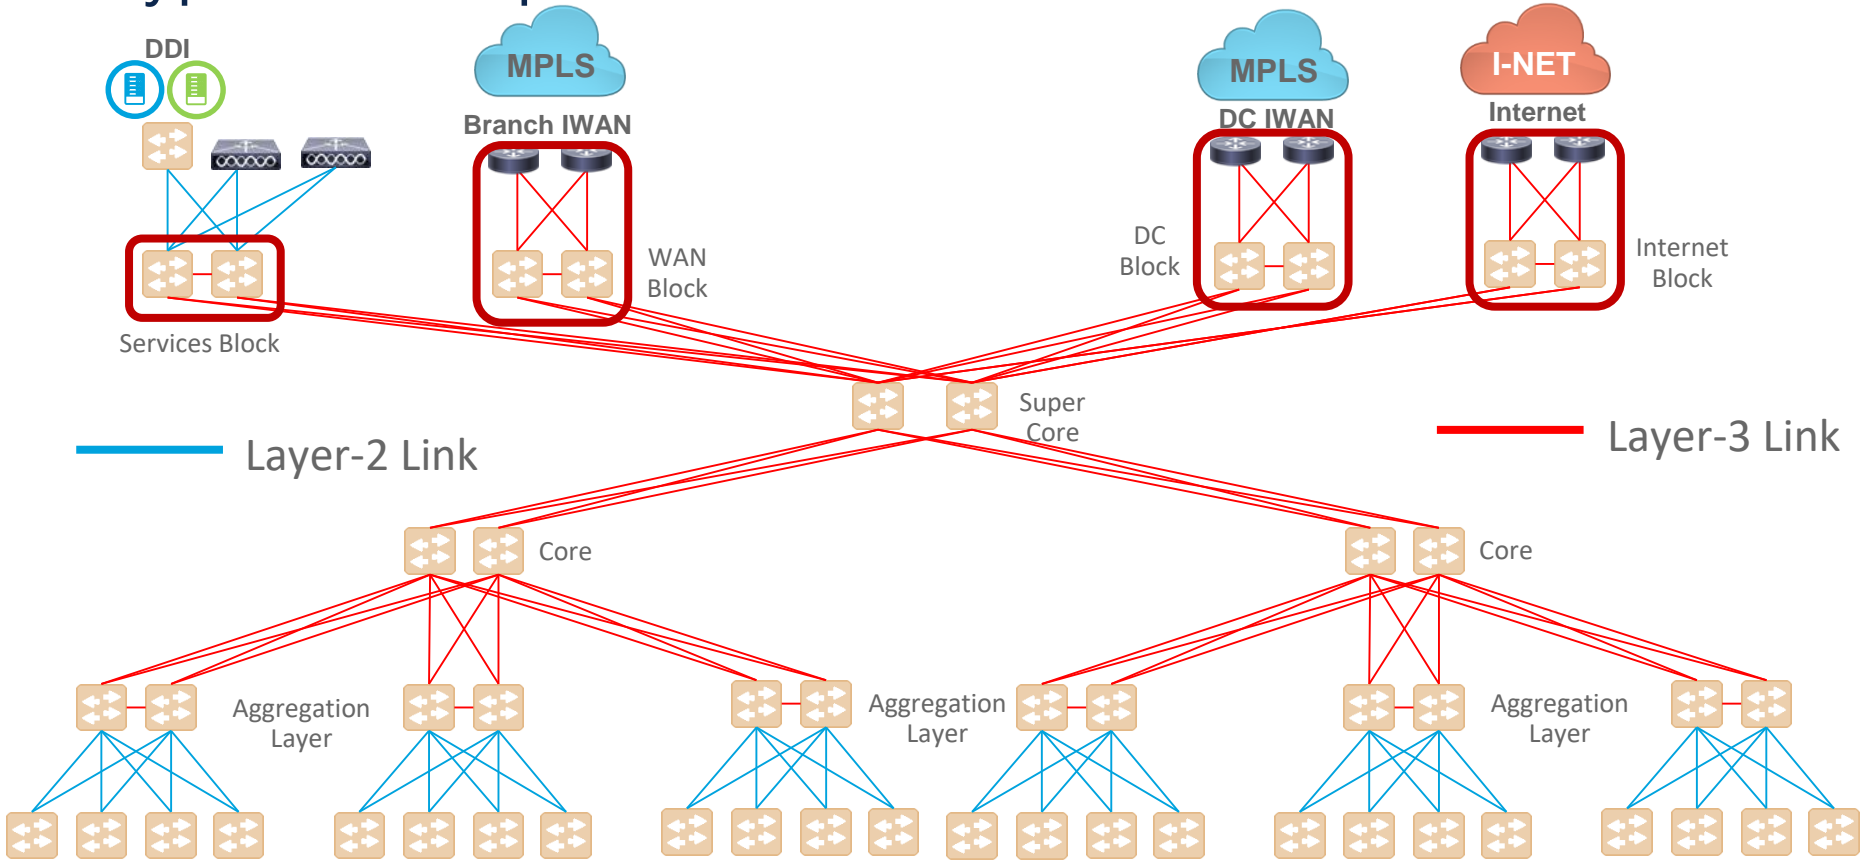 DDI
MPLS
Branch IWAN
MPLS
DC IWAN
I-NET
Internet
WAN
Block
DC
Block
Internet
Block
Services Block
Super
Core
Layer-2 Link
Layer-3 Link
Core
Core
Aggregation
Layer
Aggregation
Layer
Aggregation
Layer